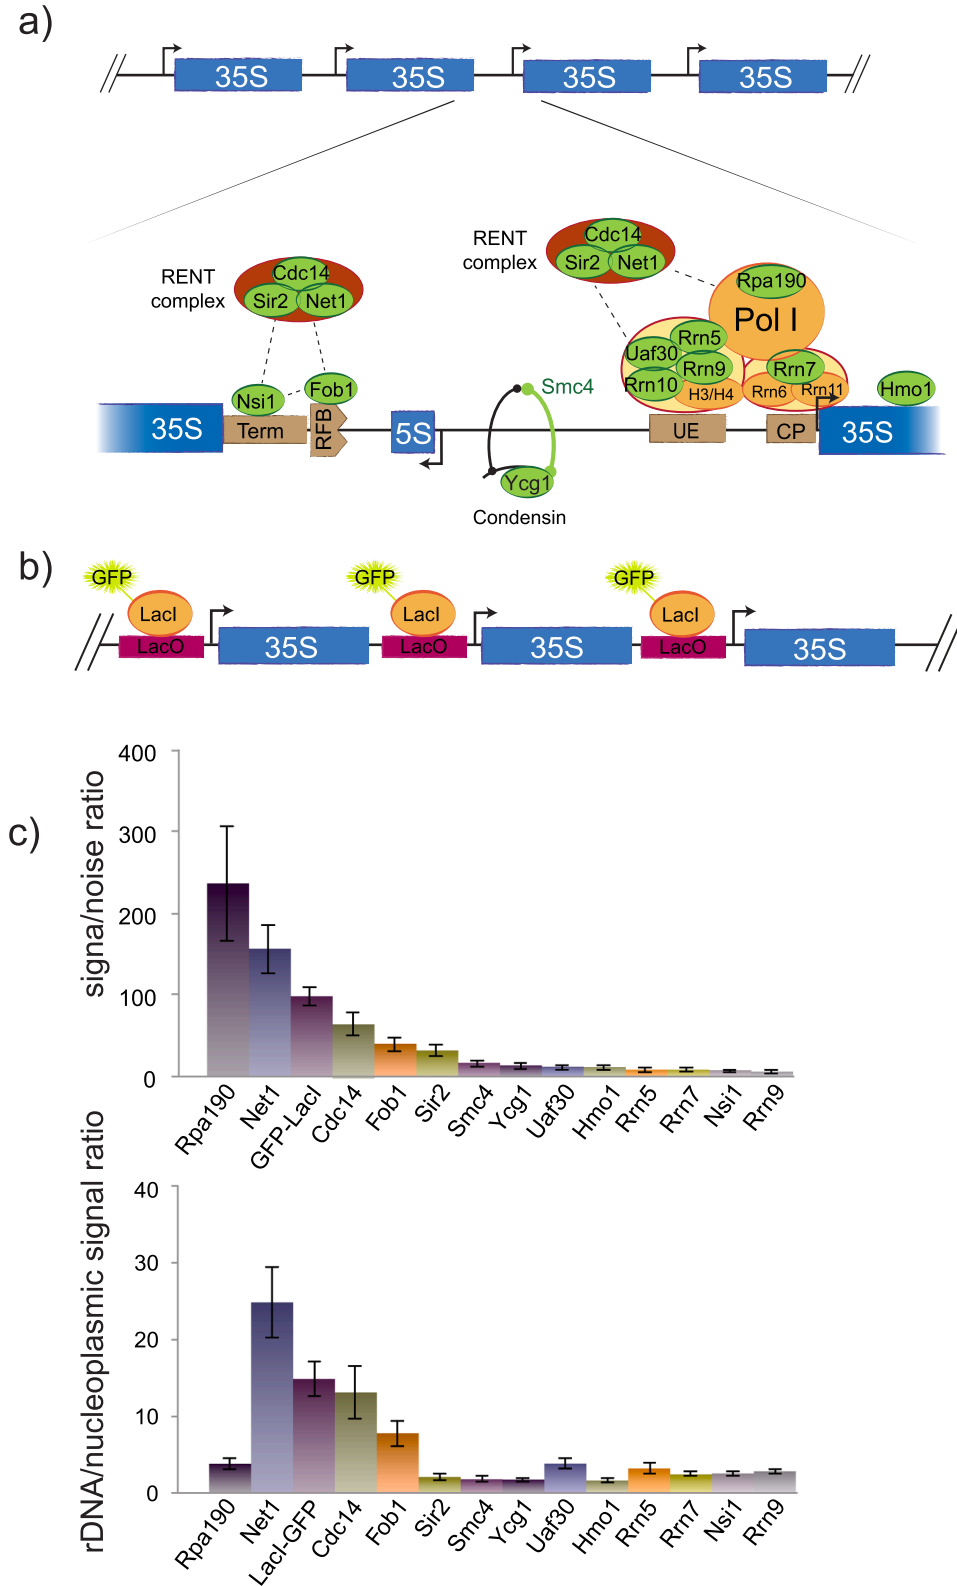 a)
35S 35S 35S 35S
RENT
complex
Cdc14
Sir2 Net1
RENT
complex
Cdc14
Sir2 Net1
Rpa190
Pol I
Rrn5
Uaf30
Rrn9
Rrn10
H3/H4
Rrn7
Rrn6 Rrn11
Hmo1
Nsi1
Fob1
Smc4
35S Term RFB 5S UE CP 35S
Ycg1
Condensin
b)
GFP GFP GFP
LacI LacI LacI
LacO 35S LacO 35S LacO 35S
c)
signa/noise ratio
400
300
200
100
0
Rpa190 Net1 GFP-LacI Cdc14 Fob1 Sir2 Smc4 Ycg1 Uaf30 Hmo1 Rrn5 Rrn7 Nsi1 Rrn9
rDNA/nucleoplasmic signal ratio
40
30
20
10
0
Rpa190 Net1 LacI-GFP Cdc14 Fob1 Sir2 Smc4 Ycg1 Uaf30 Hmo1 Rrn5 Rrn7 Nsi1 Rrn9